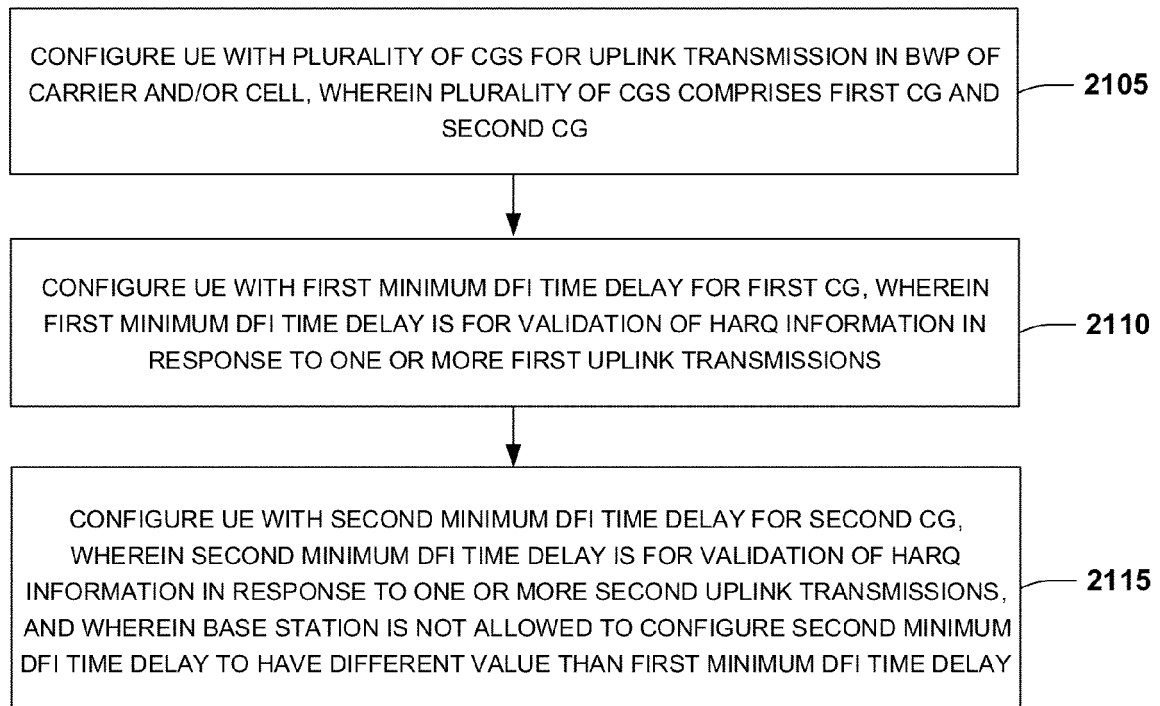 CONFIGURE UE WITH PLURALITY OF CGS FOR UPLINK TRANSMISSION IN BWP OF
CARRIER AND/OR CELL, WHEREIN PLURALITY OF CGS COMPRISES FIRST CG AND
SECOND CG
2105
CONFIGURE UE WITH FIRST MINIMUM DFI TIME DELAY FOR FIRST CG, WHEREIN
FIRST MINIMUM DFI TIME DELAY IS FOR VALIDATION OF HARQ INFORMATION IN
RESPONSE TO ONE OR MORE FIRST UPLINK TRANSMISSIONS
2110
CONFIGURE UE WITH SECOND MINIMUM DFI TIME DELAY FOR SECOND CG,
WHEREIN SECOND MINIMUM DFI TIME DELAY IS FOR VALIDATION OF HARQ
INFORMATION IN RESPONSE TO ONE OR MORE SECOND UPLINK TRANSMISSIONS,
AND WHEREIN BASE STATION IS NOT ALLOWED TO CONFIGURE SECOND MINIMUM
DFI TIME DELAY TO HAVE DIFFERENT VALUE THAN FIRST MINIMUM DFI TIME DELAY
2115